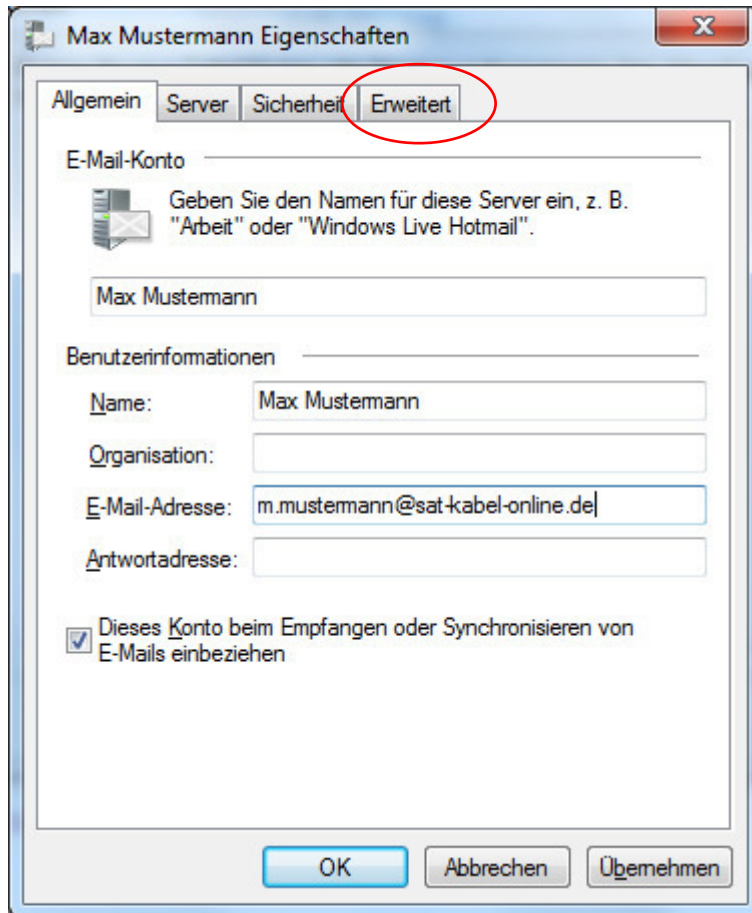 Max Mustermann Eigenschaften
Allgemein Server Sicherheit Erweitert
E-Mail-Konto
Geben Sie den Namen für diese Server ein, z. B.
"Arbeit" oder "Windows Live Hotmail".
Max Mustermann
Benutzerinformationen
Name: Max Mustermann
Organisation:
E-Mail-Adresse: m.mustermann@sat-kabel-online.de
Antwortadresse:
Dieses Konto beim Empfangen oder Synchronisieren von
E-Mails einbeziehen
OK Abbrechen Übernehmen